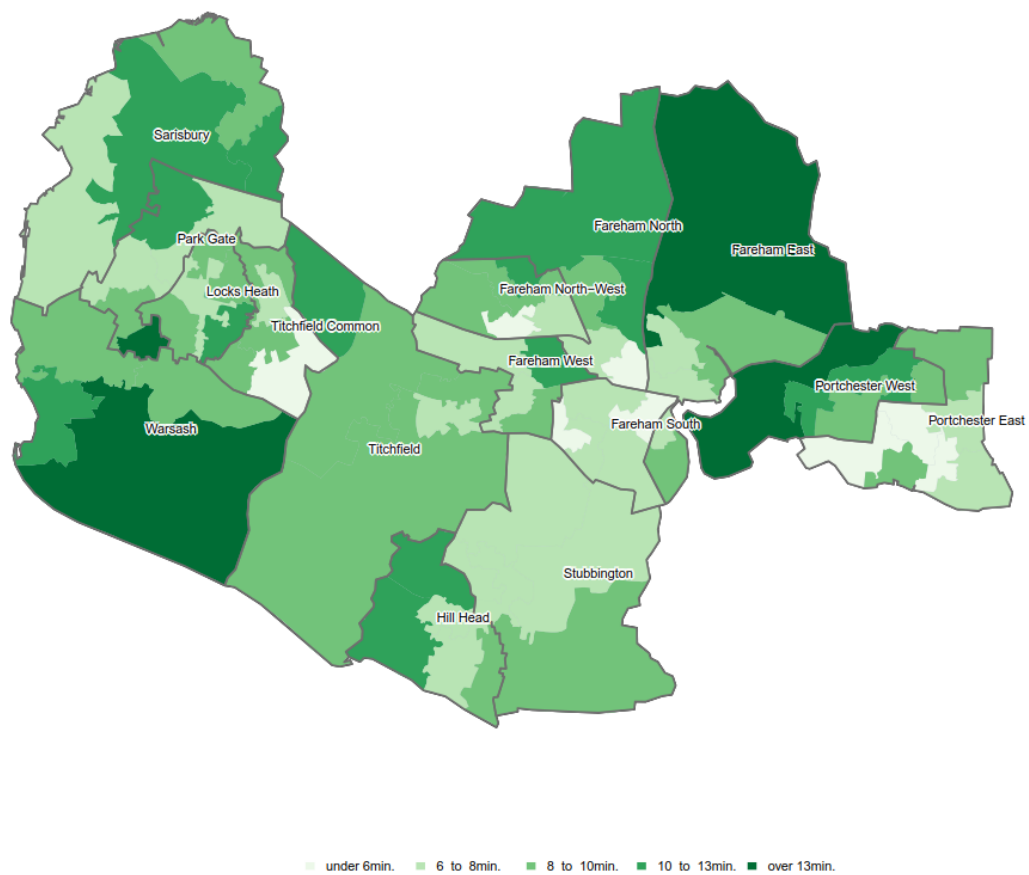 Sarisbury
Fareham North
Park Gate
Fareham East
Fareham North−West
Locks Heath
Titchfield Common
Fareham West
Portchester West
Warsash
Fareham South
Portchester East
Titchfield
Stubbington
Hill Head
under 6min. 6 to 8min. 8 to 10min. 10 to 13min. over 13min.